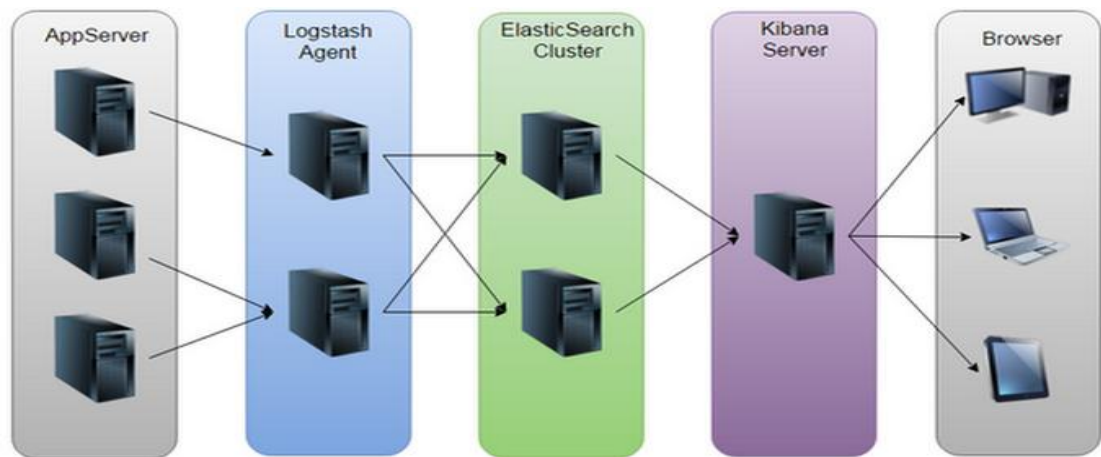 AppServer
Logstash
Agent
ElasticSearch
Cluster
Kibana
Server
Browser